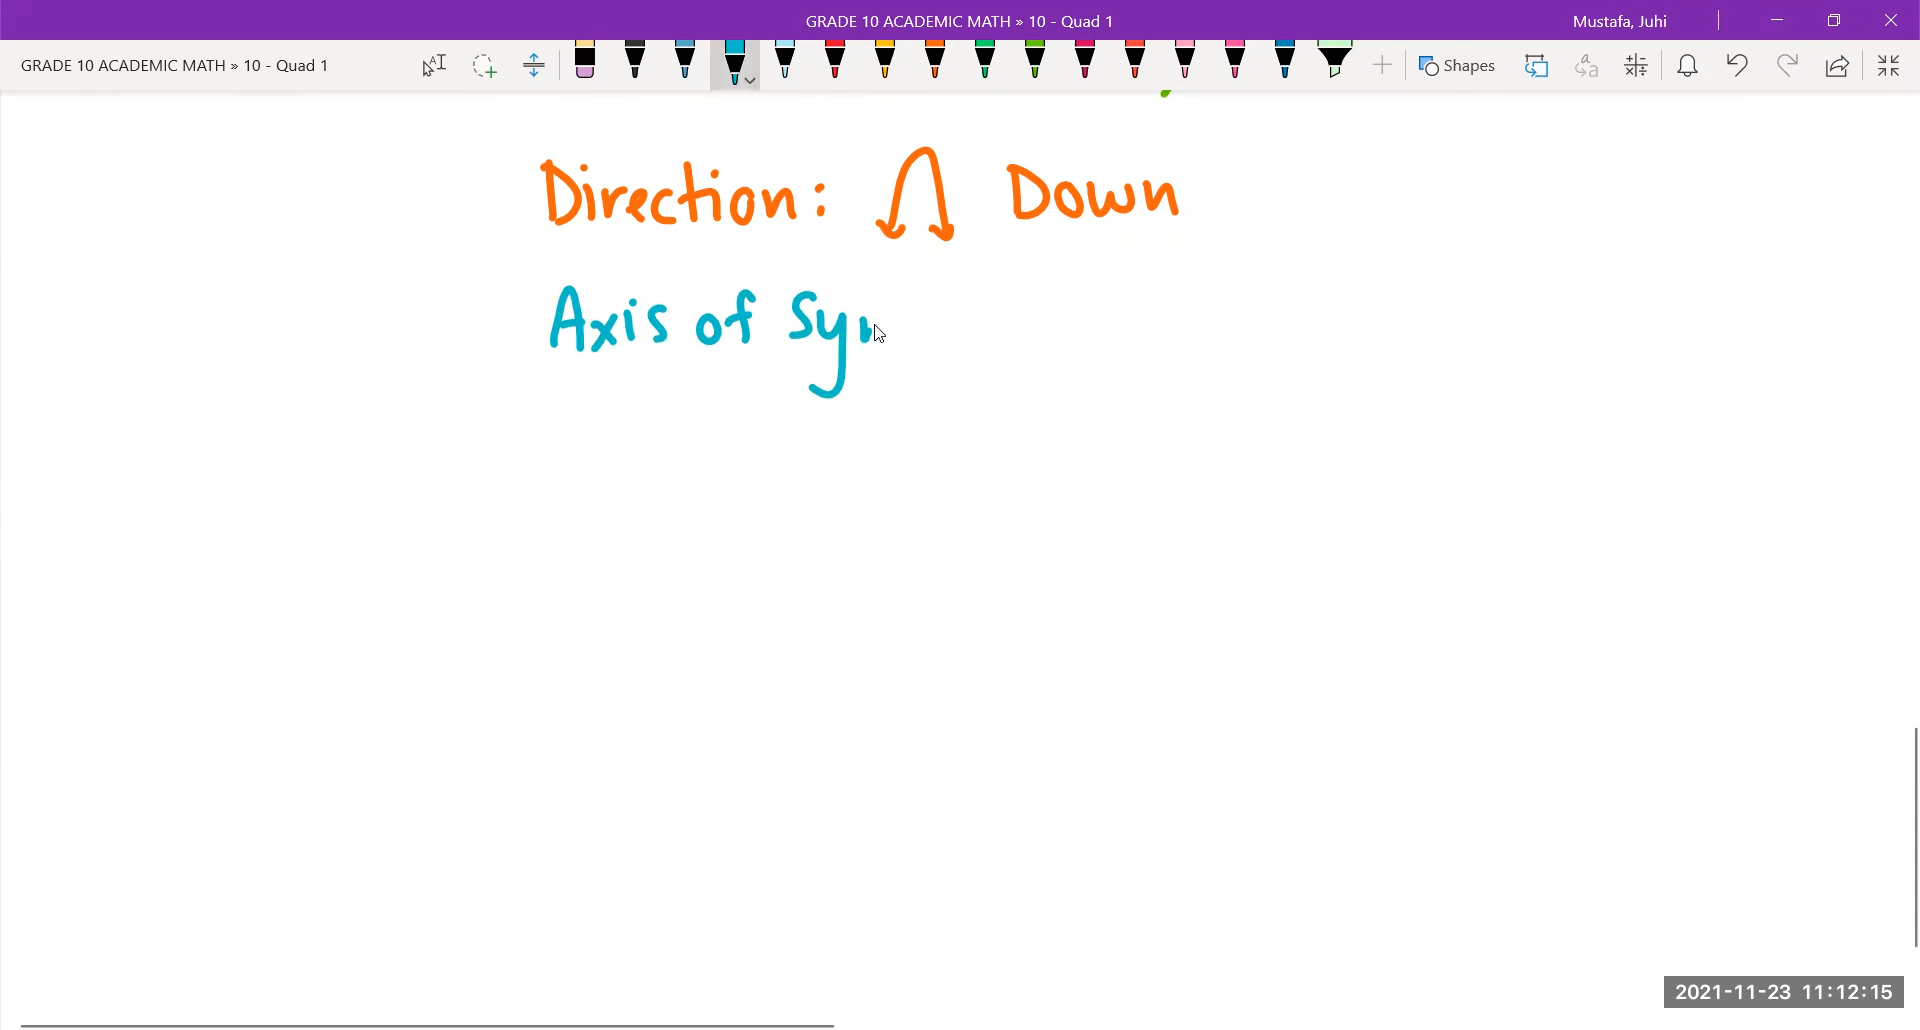 GRADE 10 ACADEMIC MATH » 10 - Quad 1
Mustafa, Juhi
GRADE 10 ACADEMIC MATH » 10 - Quad 1
Shapes
Direction: Down
Axis of Sy
2021-11-23 11:12:15